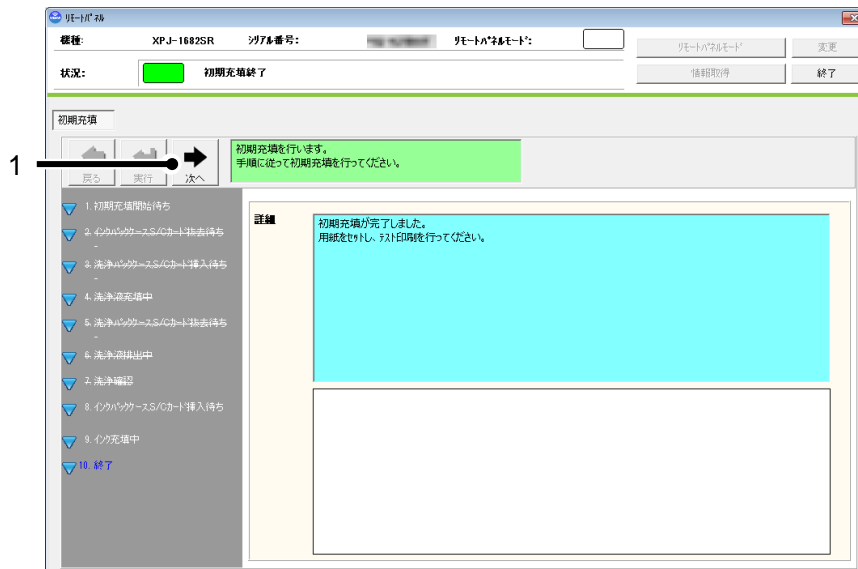 リモートパネル
機種:
XPJ-1682SR
シリアル番号:
リモートパネルモード:
リモートパネルモード
変更
状況:
初期充填終了
情報取得
終了
初期充填
1
戻る
実行
次へ
初期充填を行います。
手順に従って初期充填を行ってください。
1. 初期充填開始待ち
2. インクパックケース,S/Cカード抜去待ち
-
3. 洗浄パックケース,S/Cカード挿入待ち
-
4. 洗浄液充填中
5. 洗浄パックケース,S/Cカード抜去待ち
-
6. 洗浄液排出中
7. 洗浄確認
8. インクパックケース,S/Cカード挿入待ち
9. インク充填中
10. 終了
詳細
初期充填が完了しました。
用紙をセットし、テスト印刷を行ってください。